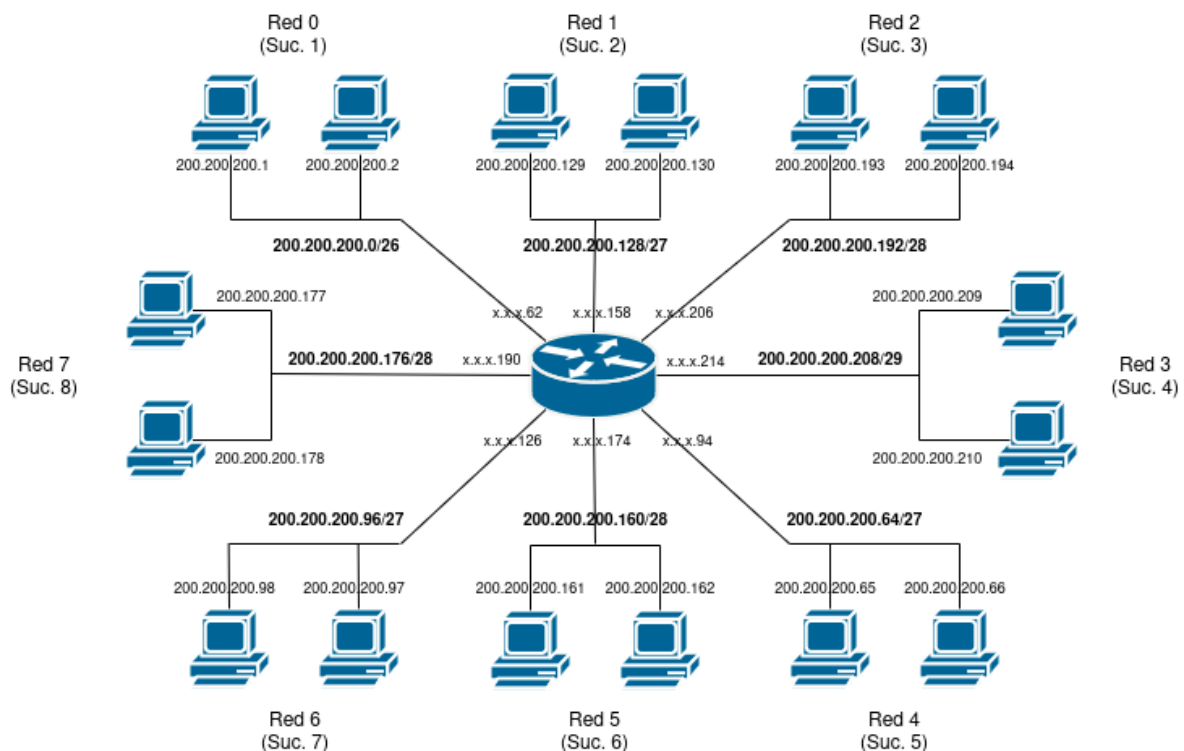 Red 0
(Suc. 1)
Red 1
(Suc. 2)
Red 2
(Suc. 3)
200.200.200.1
200.200.200.2
200.200.200.129
200.200.200.130
200.200.200.193
200.200.200.194
200.200.200.0/26
200.200.200.128/27
200.200.200.192/28
200.200.200.177
200.200.200.209
x.x.x.62
x.x.x.158
x.x.x.206
Red 7
(Suc. 8)
200.200.200.176/28
x.x.x.190
x.x.x.214
200.200.200.208/29
Red 3
(Suc. 4)
x.x.x.126
x.x.x.174
x.x.x.94
200.200.200.178
200.200.200.210
200.200.200.96/27
200.200.200.160/28
200.200.200.64/27
200.200.200.98
200.200.200.97
200.200.200.161
200.200.200.162
200.200.200.65
200.200.200.66
Red 6
(Suc. 7)
Red 5
(Suc. 6)
Red 4
(Suc. 5)